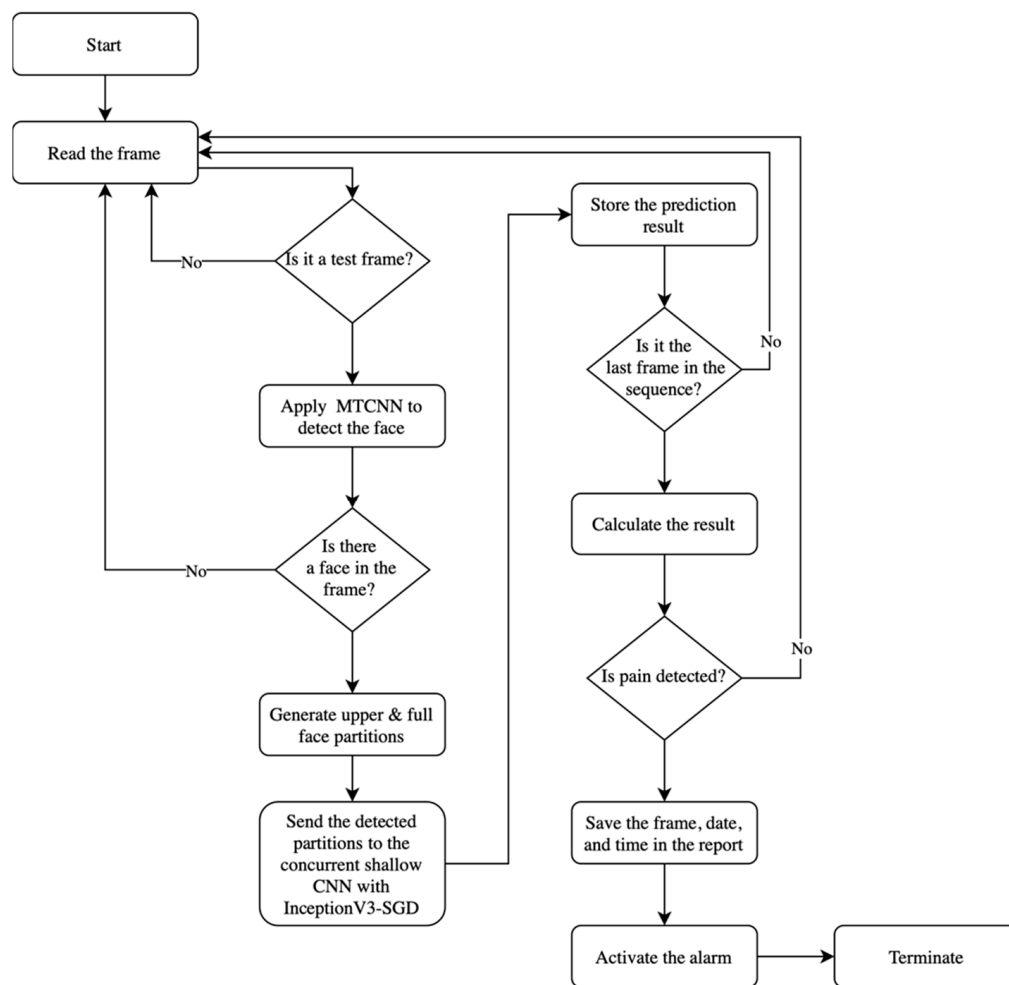 Start
Read the frame
Is it a test frame?
No
Apply MTCNN to
detect the face
Is there
a face in the
frame?
No
Generate upper & full
face partitions
Send the detected
partitions to the
concurrent shallow
CNN with
InceptionV3-SGD
Store the prediction
result
Is it the
last frame in the
sequence?
No
Calculate the result
Is pain detected?
No
Save the frame, date,
and time in the report
Activate the alarm
Terminate